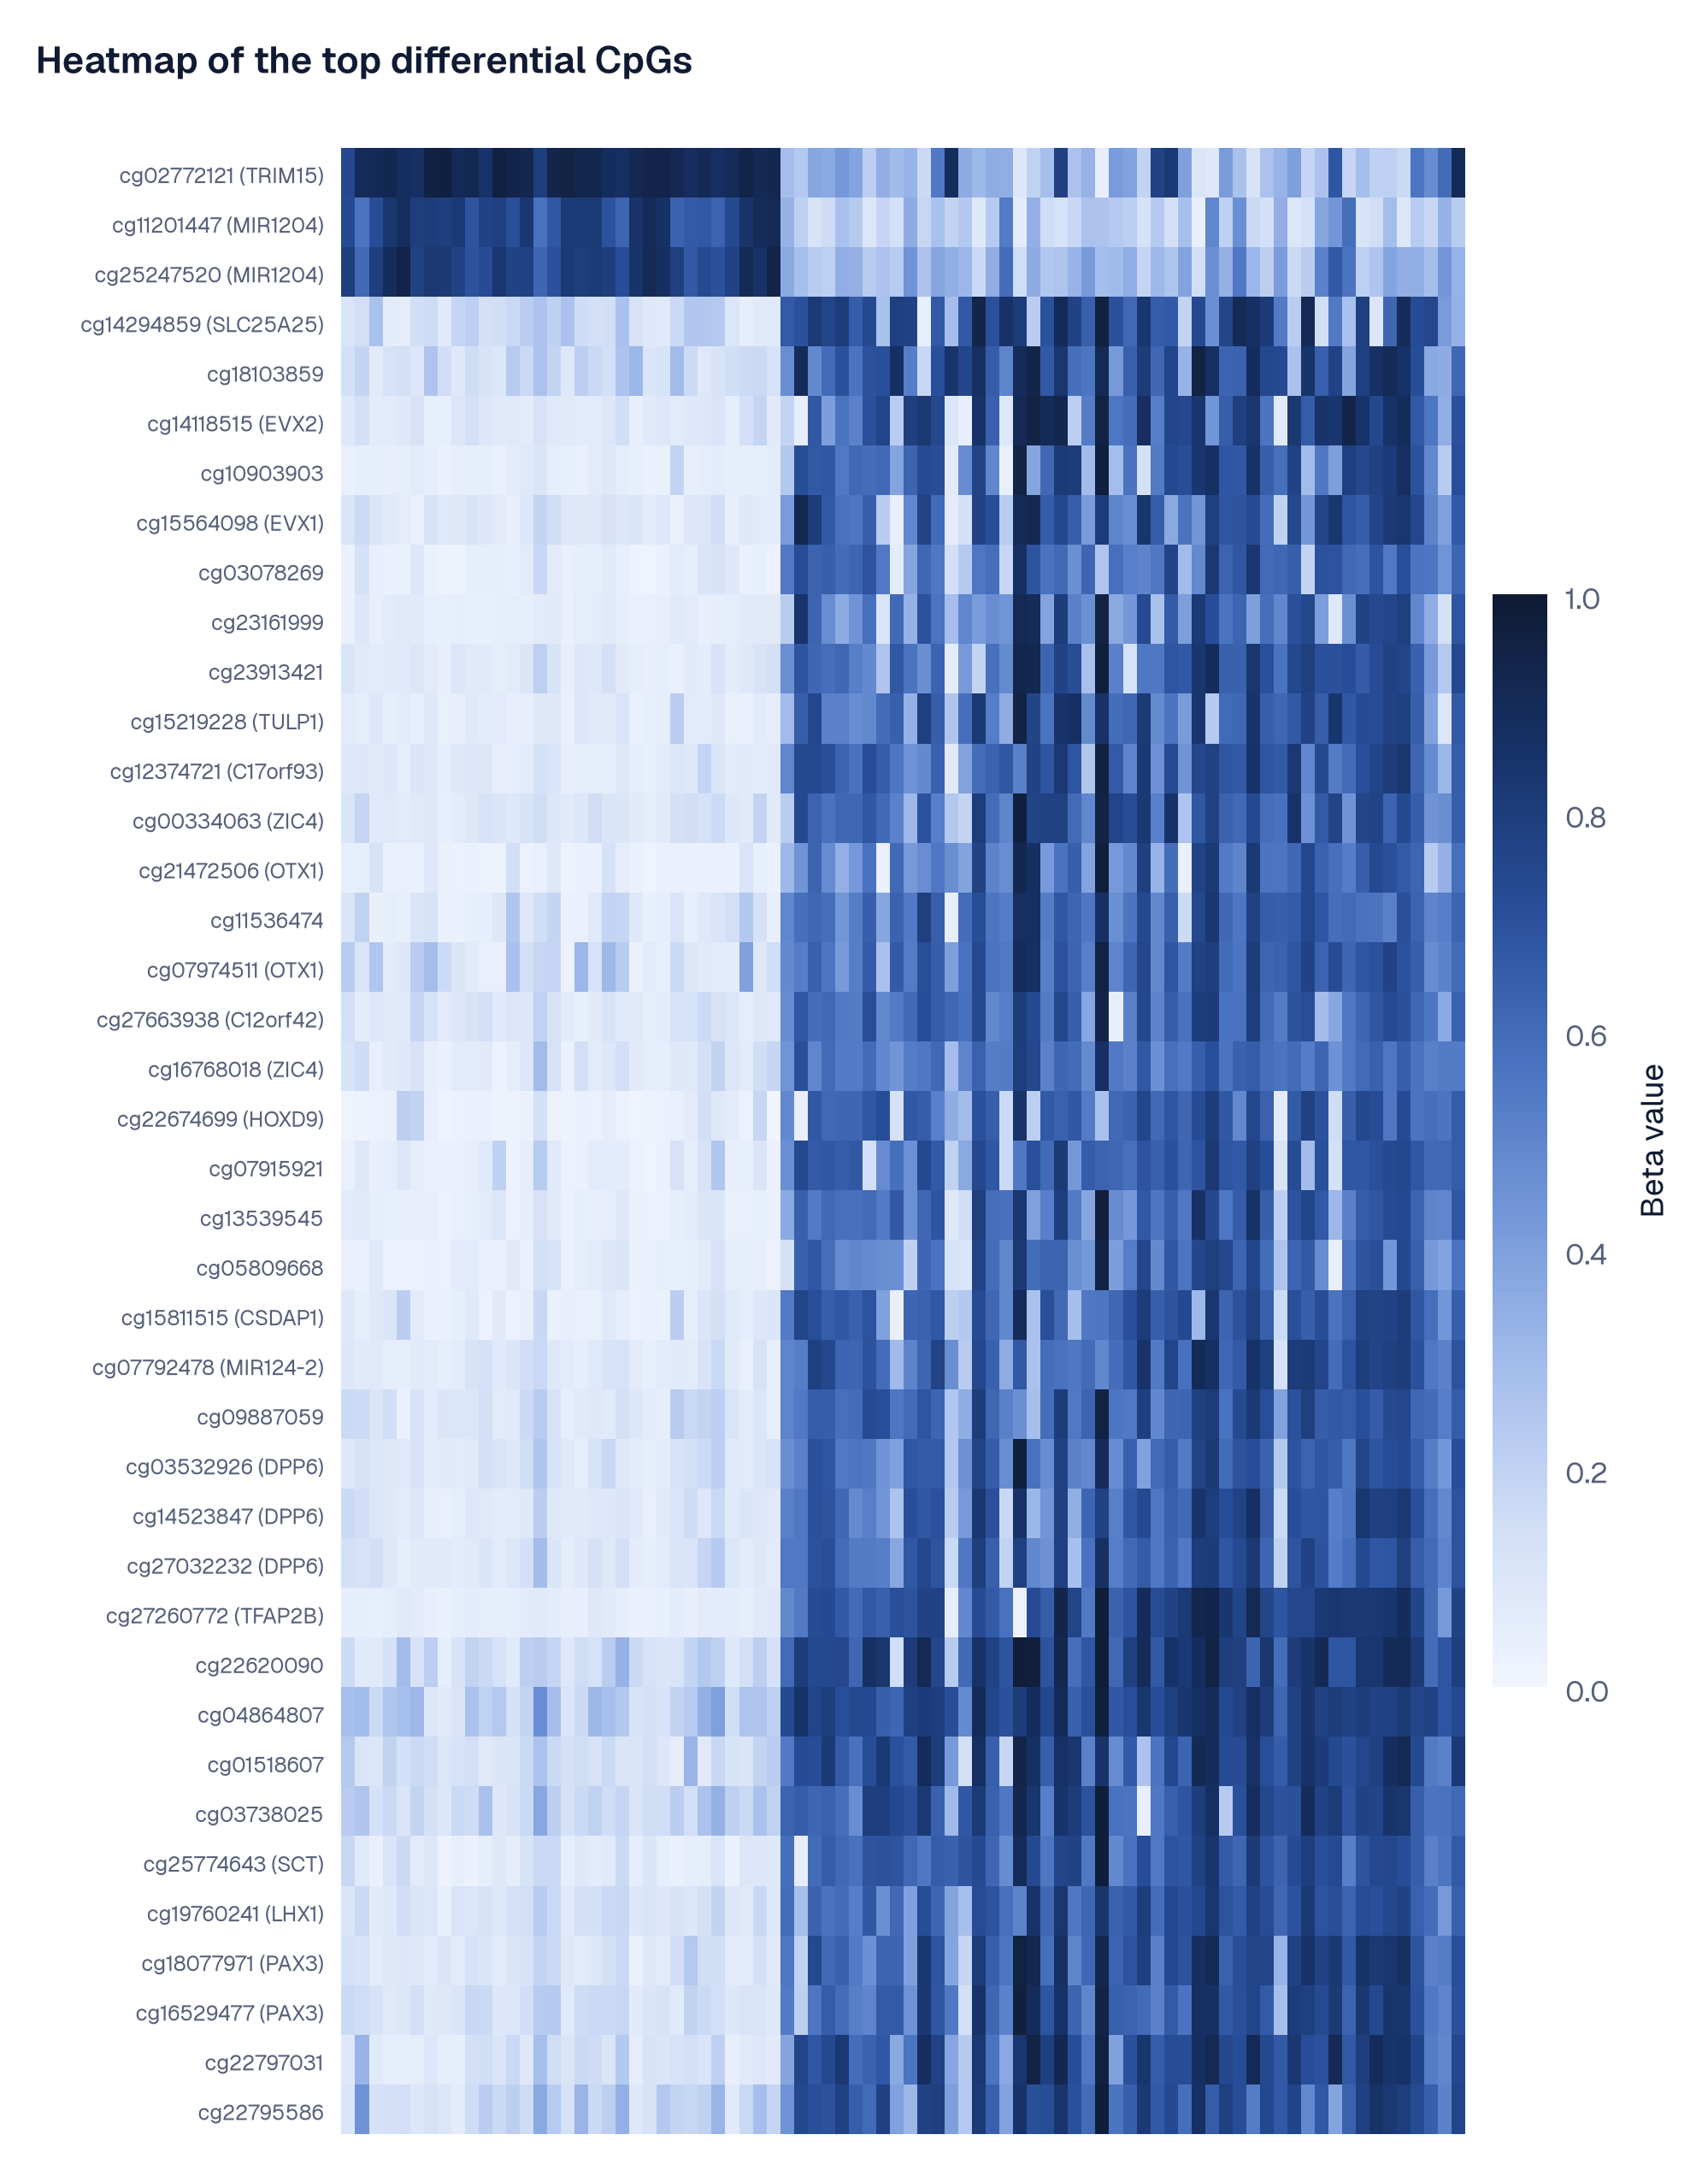 Heatmap of the top differential CpGs
cg02772121 (TRIM15)
cg11201447 (MIR1204)
cg25247520 (MIR1204)
cg14294859 (SLC25A25)
cg18103859
cg14118515 (EVX2)
cg10903903
cg15564098 (EVX1)
cg03078269
cg23161999
cg23913421
cg15219228 (TULP1)
cg12374721 (C17orf93)
cg00334063 (ZIC4)
cg21472506 (OTX1)
cg11536474
cg07974511 (OTX1)
cg27663938 (C12orf42)
cg16768018 (ZIC4)
cg22674699 (HOXD9)
cg07915921
cg13539545
cg05809668
cg15811515 (CSDAP1)
cg07792478 (MIR124-2)
cg09887059
cg03532926 (DPP6)
cg14523847 (DPP6)
cg27032232 (DPP6)
cg27260772 (TFAP2B)
cg22620090
cg04864807
cg01518607
cg03738025
cg25774643 (SCT)
cg19760241 (LHX1)
cg18077971 (PAX3)
cg16529477 (PAX3)
cg22797031
cg22795586
1.0
0.8
0.6
0.4
0.2
0.0
Beta value